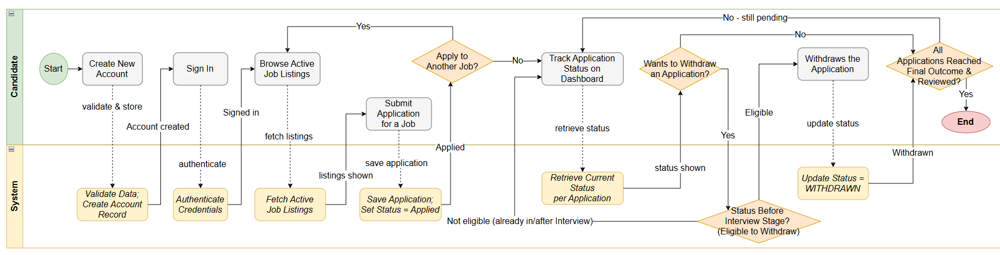 Candidate
Start
Create New
Account
validate & store
Account created
Sign In
authenticate
Signed in
Yes
Browse Active
Job Listings
fetch listings
listings shown
Submit
Application
for a Job
save application
Apply to
Another Job?
Applied
No
Track Application
Status on
Dashboard
retrieve status
No - still pending
No
Wants to Withdraw
an Application?
status shown
Yes
Eligible
Withdraws the
Application
update status
All
Applications Reached
Final Outcome &
Reviewed?
Yes
End
Withdrawn
System
Validate Data;
Create Account
Record
Authenticate
Credentials
Fetch Active
Job Listings
Save Application;
Set Status = Applied
Not eligible (already in/after Interview)
Retrieve Current
Status
per Application
Status Before
Interview Stage?
(Eligible to Withdraw)
Update Status =
WITHDRAWN